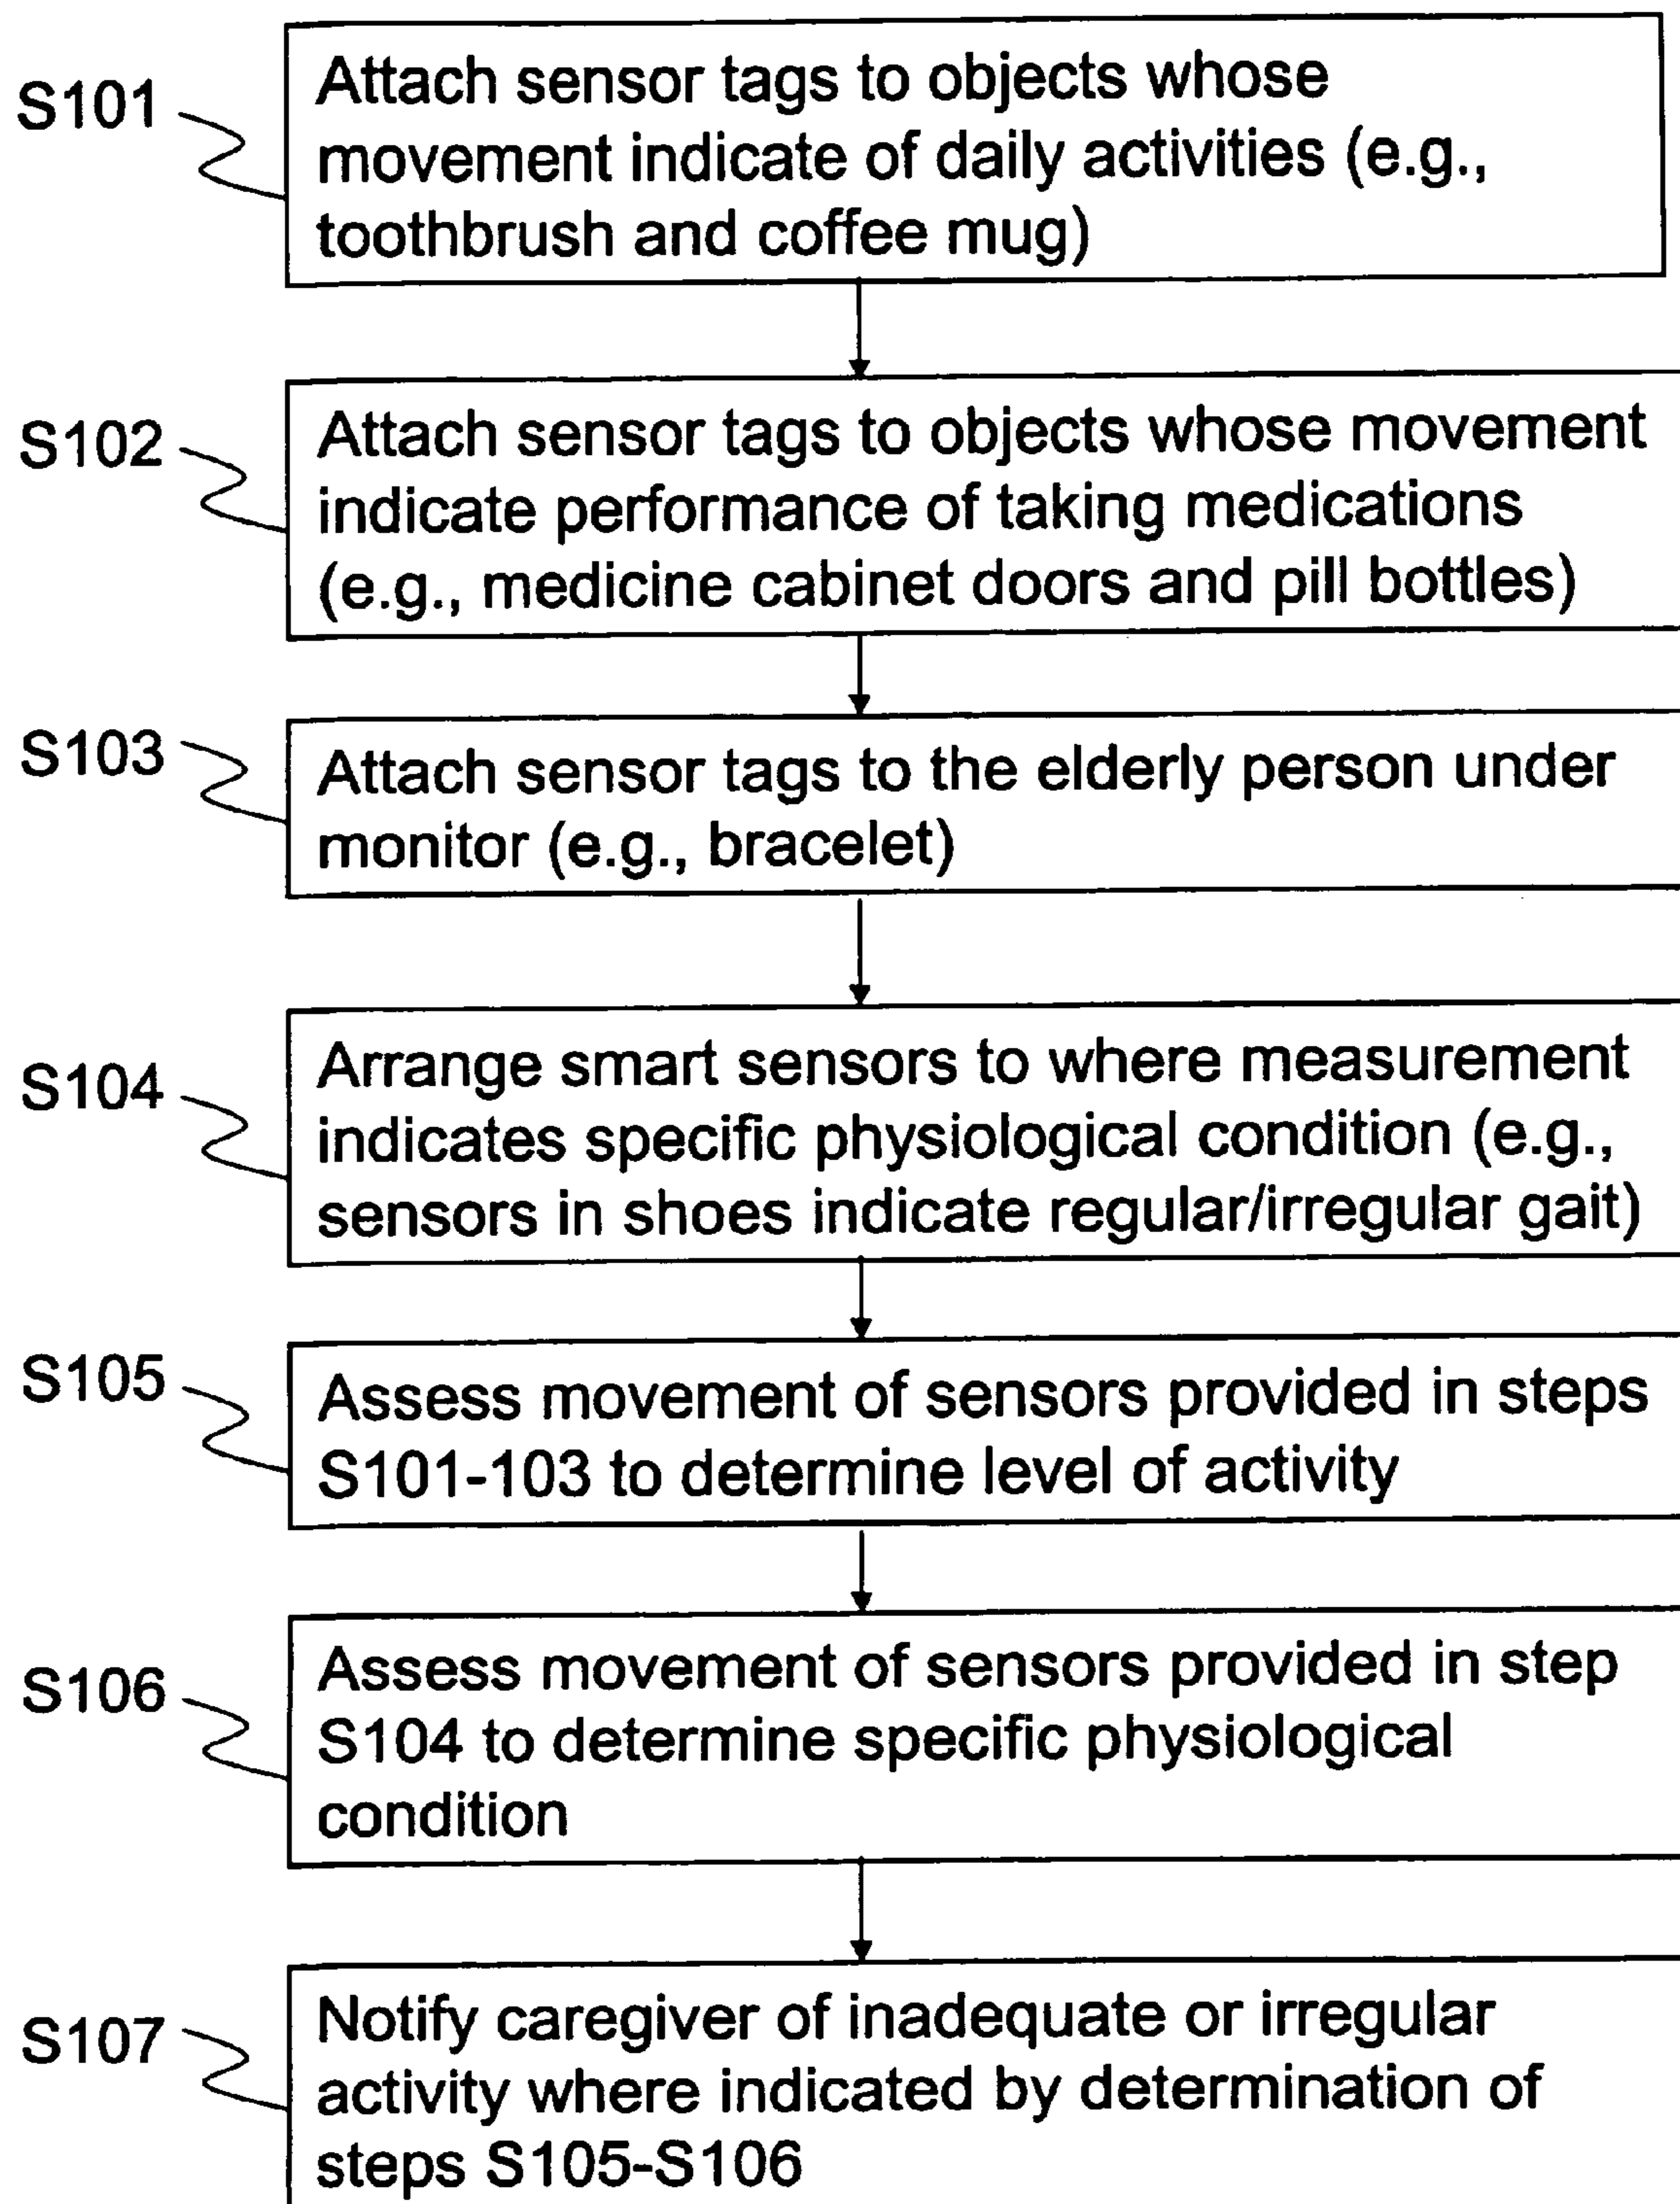 S101
Attach sensor tags to objects whose
movement indicate of daily activities (e.g.,
toothbrush and coffee mug)
S102
Attach sensor tags to objects whose movement
indicate performance of taking medications
(e.g., medicine cabinet doors and pill bottles)
S103
Attach sensor tags to the elderly person under
monitor (e.g., bracelet)
S104
Arrange smart sensors to where measurement
indicates specific physiological condition (e.g.,
sensors in shoes indicate regular/irregular gait)
S105
Assess movement of sensors provided in steps
S101-103 to determine level of activity
S106
Assess movement of sensors provided in step
S104 to determine specific physiological
condition
S107
Notify caregiver of inadequate or irregular
activity where indicated by determination of
steps S105-S106